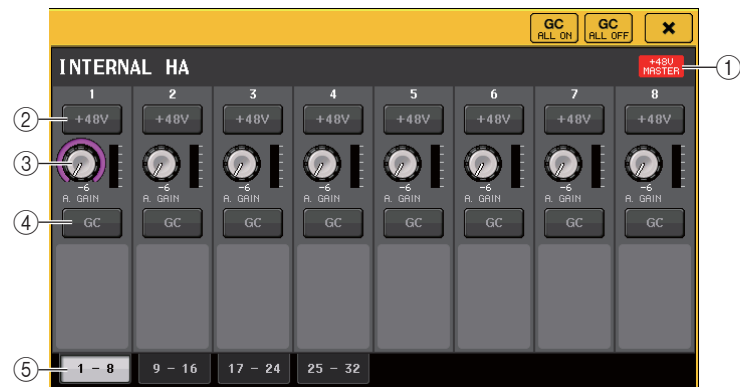 GC GC
ALL ON ALL OFF
INTERNAL HA
+48V
MASTER
①
1 2 3 4 5 6 7 8
② +48V +48V +48V +48V +48V +48V +48V +48V
③
-6 -6 -6 -6 -6 -6 -6 -6
A. GAIN A. GAIN A. GAIN A. GAIN A. GAIN A. GAIN A. GAIN A. GAIN
④ GC GC GC GC GC GC GC GC
⑤ 1 - 8 9 - 16 17 - 24 25 - 32